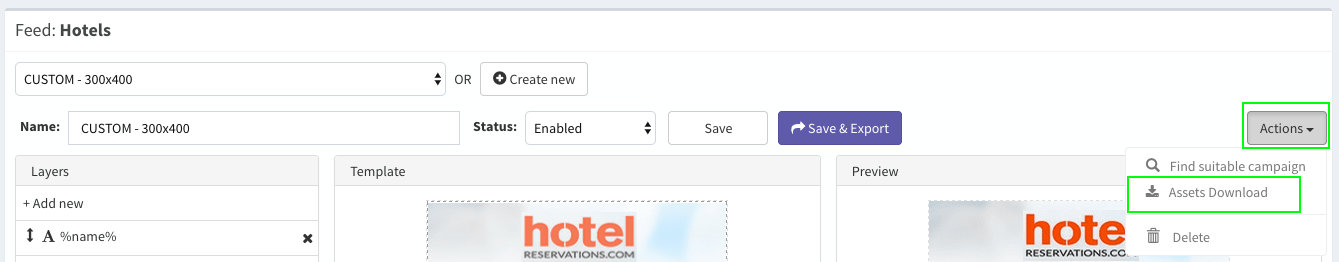 Feed: Hotels
CUSTOM - 300x400 OR Create new
Name: CUSTOM - 300x400 Status: Enabled Save Save & Export Actions
Find suitable campaign
Assets Download
Delete
Layers
+ Add new
A %name%
Template
hotel
RESERVATIONS.COM
Preview
hote
RESERVATIONS.COM